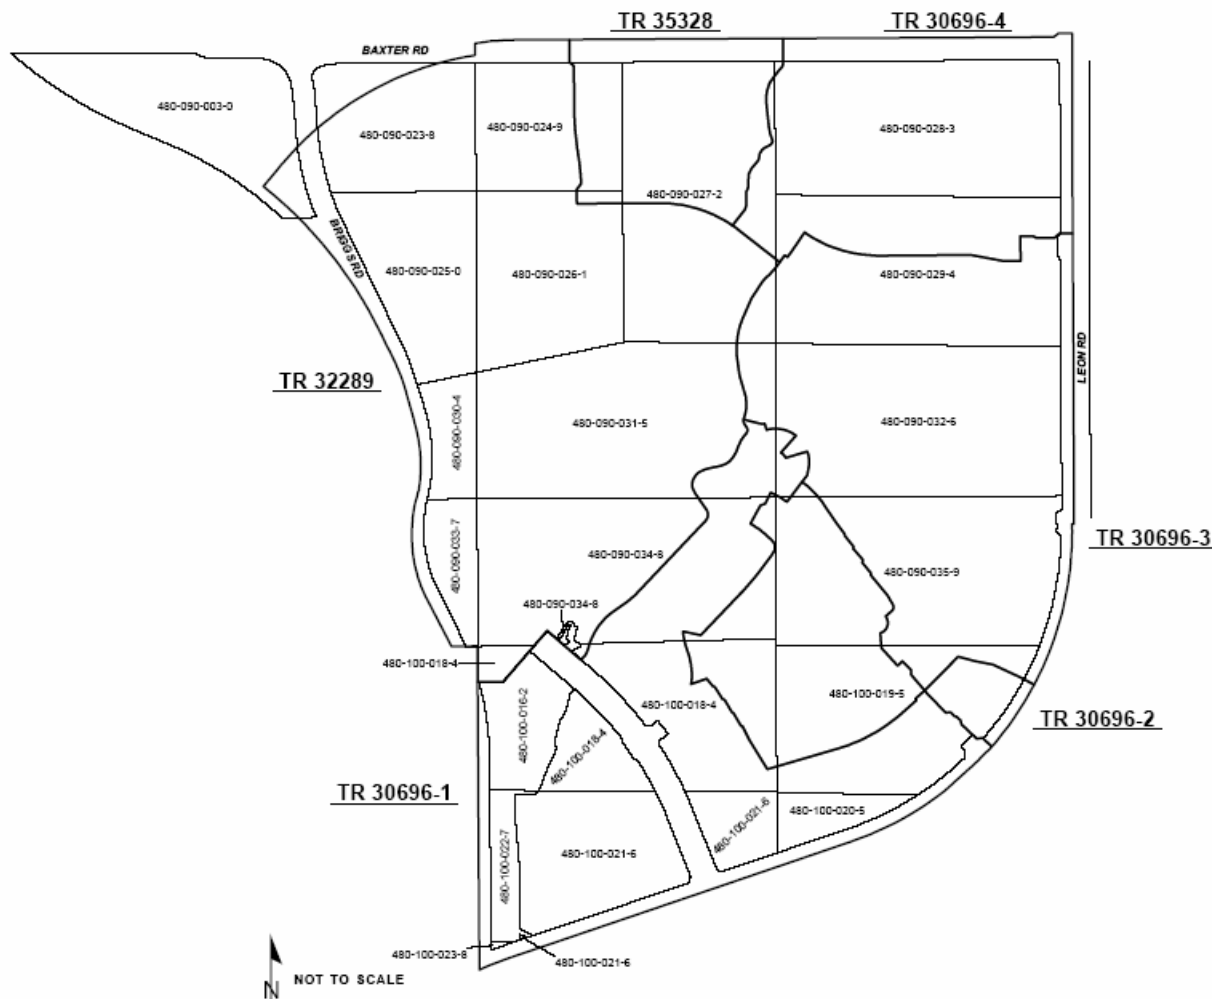 TR 35328
TR 30696-4
BAXTER RD
480-090-003-0
480-090-023-8
480-090-024-9
480-090-028-3
480-090-027-2
BRIGGS RD
480-090-025-0
480-090-026-1
480-090-029-4
LEON RD
TR 32289
480-090-030-4
480-090-031-5
480-090-032-6
480-090-033-7
480-090-034-8
TR 30696-3
480-090-035-9
480-090-034-8
480-100-018-4
480-100-016-2
480-100-018-4
480-100-019-5
TR 30696-2
480-100-018-4
TR 30696-1
480-100-020-5
480-100-021-6
480-100-022-7
480-100-021-6
480-100-023-8
480-100-021-6
N
NOT TO SCALE